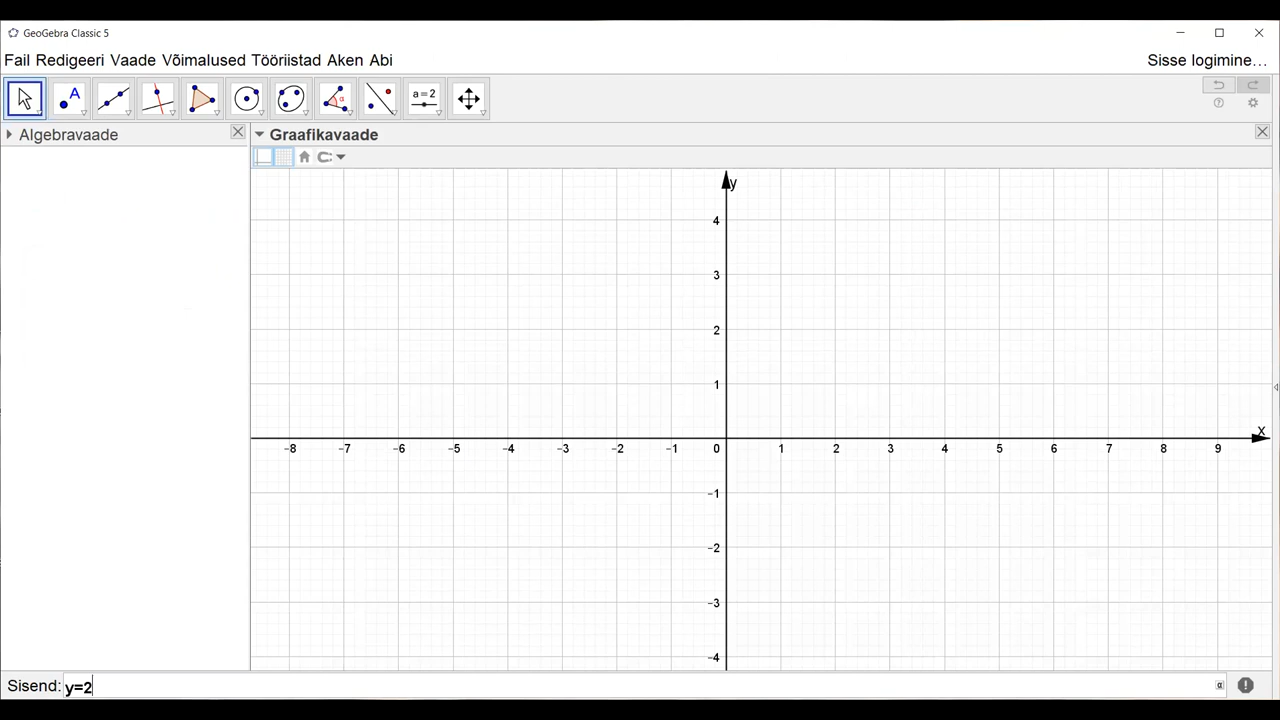 GeoGebra Classic 5
Fail Redigeeri Vaade Võimalused Tööriistad Aken Abi
Sisse logimine…
A
α
a=2
Algebravaade
Graafikavaade
y
4
3
2
1
x
-8 -7 -6 -5 -4 -3 -2 -1 0 1 2 3 4 5 6 7 8 9
-1
-2
-3
-4
Sisend: y=2
α